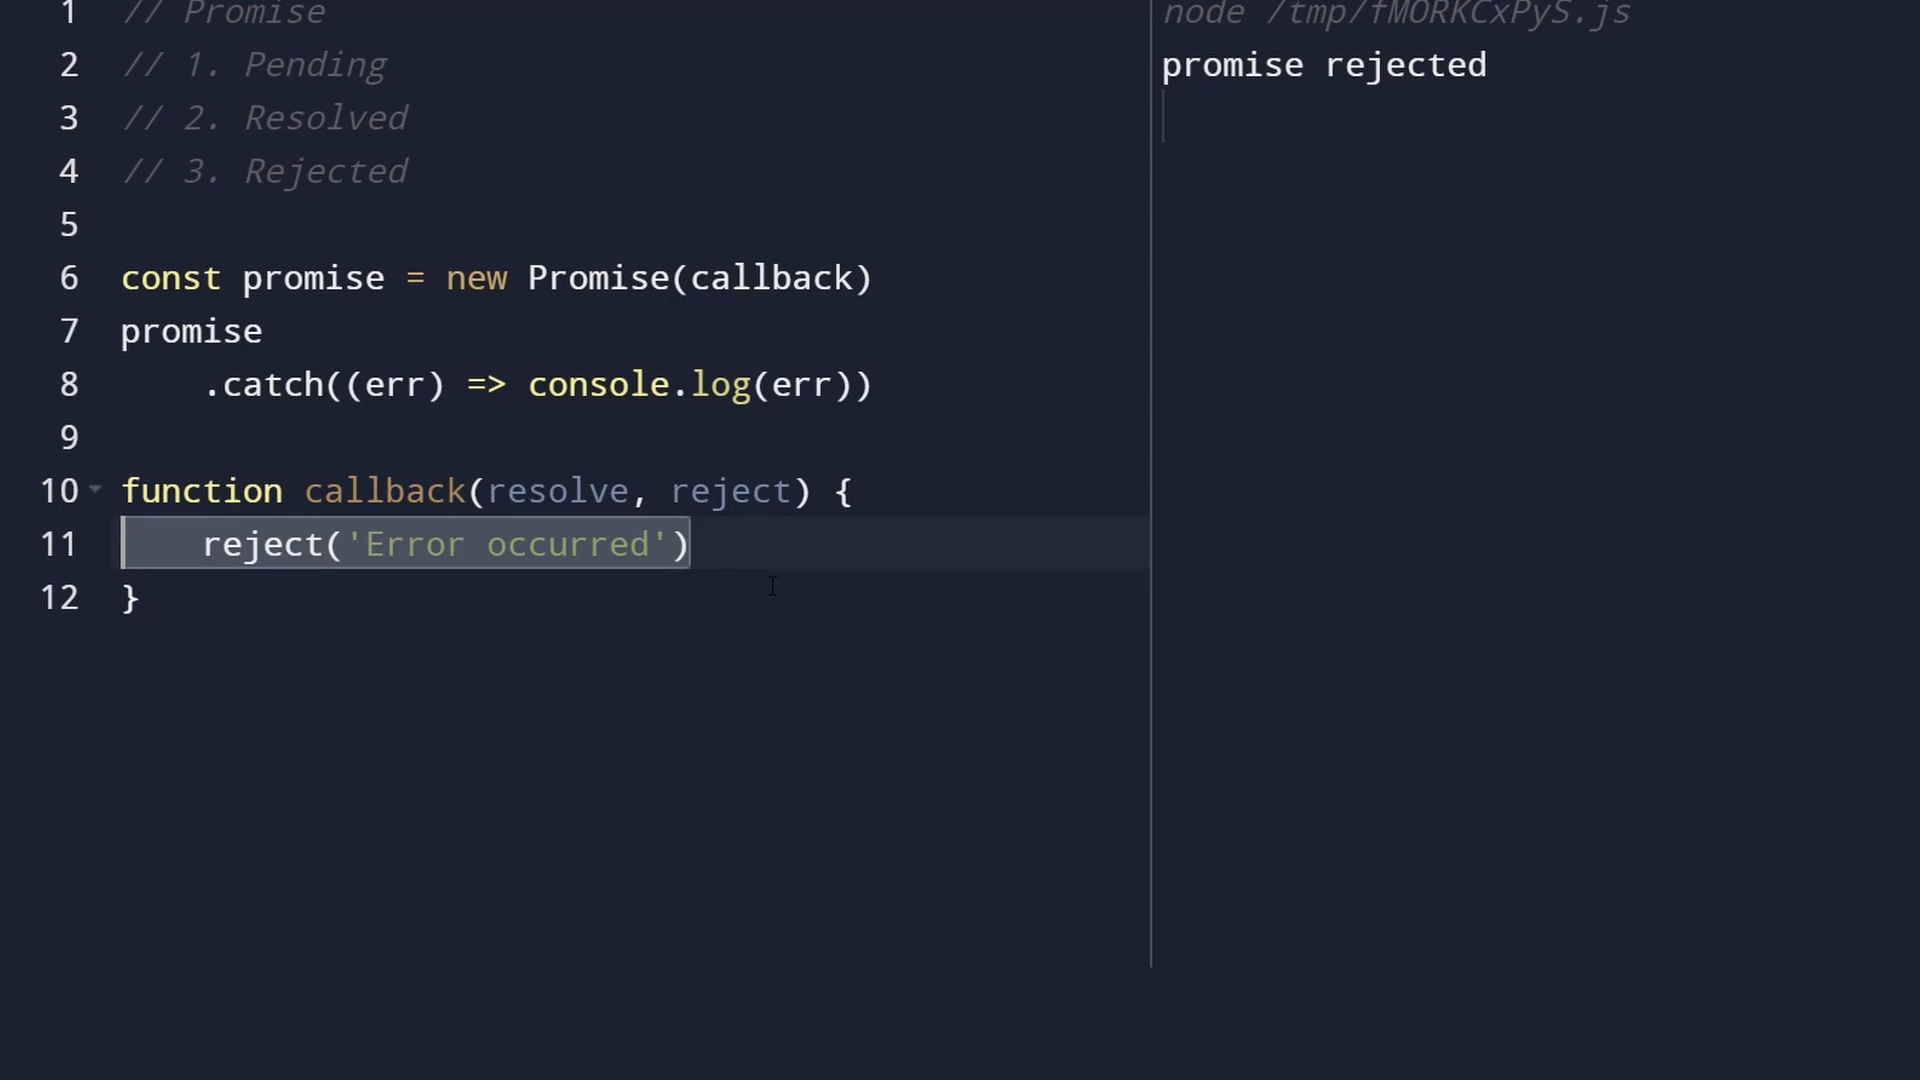 1 // Promise
2 // 1. Pending
3 // 2. Resolved
4 // 3. Rejected
5
6 const promise = new Promise(callback)
7 promise
8 .catch((err) => console.log(err))
9
10 function callback(resolve, reject) {
11 reject('Error occurred')
12 }
node /tmp/fMORKCxPyS.js
promise rejected